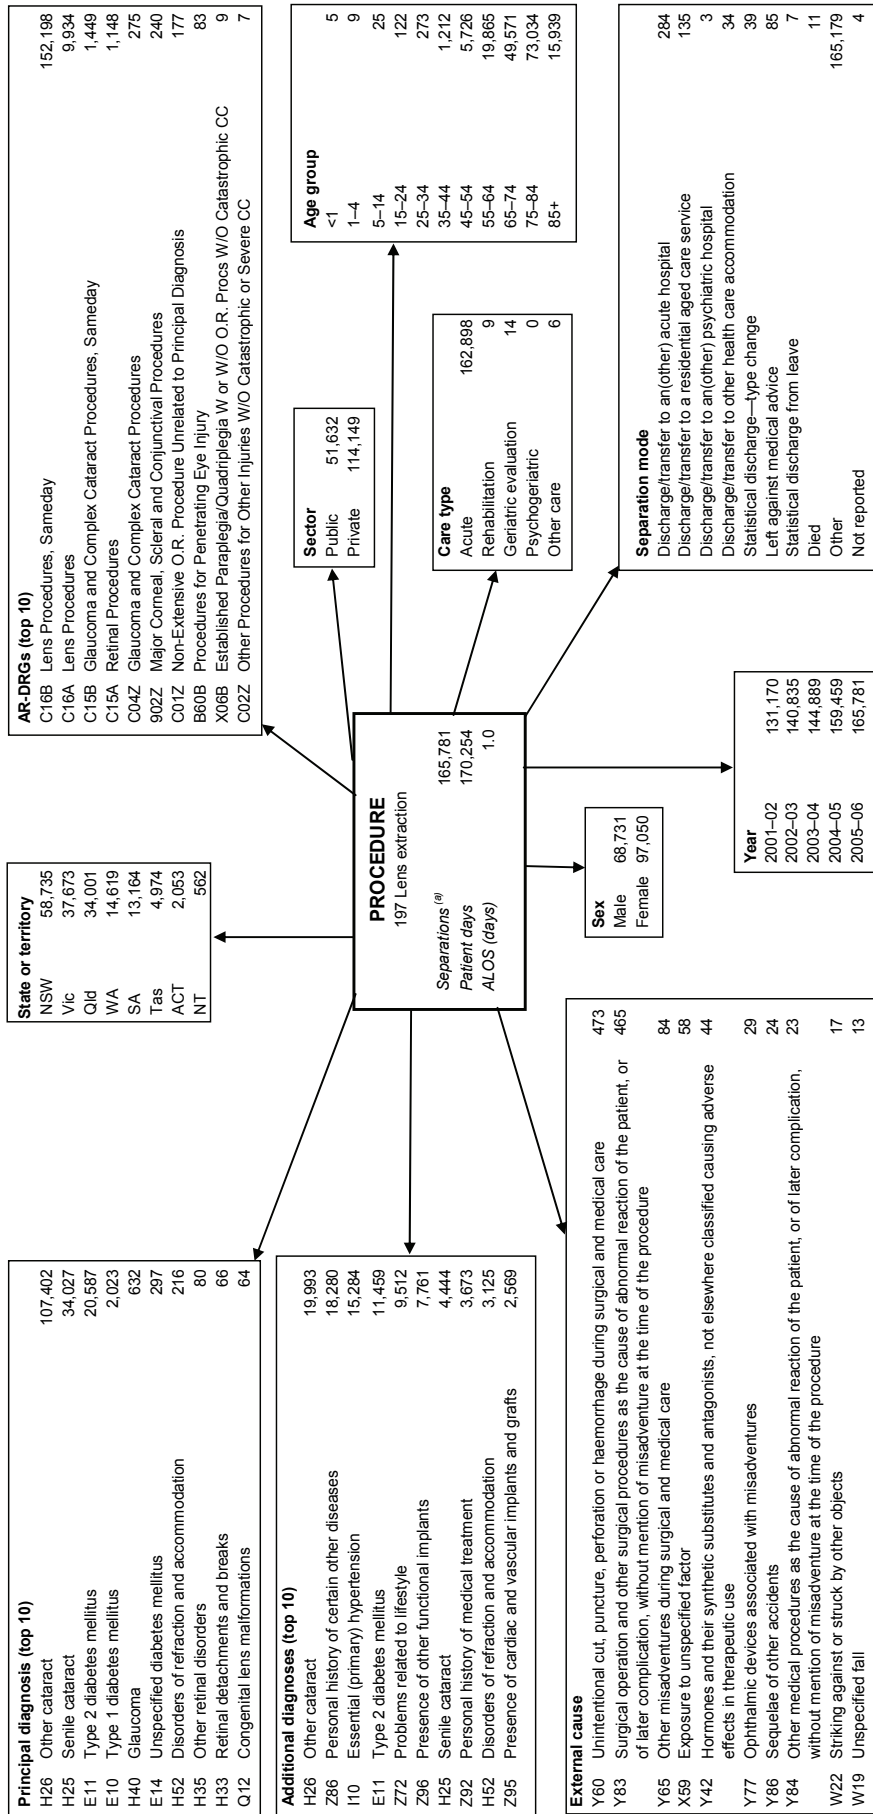 Principal diagnosis (top 10)
H26 Other cataract 107,402
H25 Senile cataract 34,027
E11 Type 2 diabetes mellitus 20,587
E10 Type 1 diabetes mellitus 2,023
H40 Glaucoma 632
E14 Unspecified diabetes mellitus 297
H52 Disorders of refraction and accommodation 216
H35 Other retinal disorders 80
H33 Retinal detachments and breaks 66
Q12 Congenital lens malformations 64
State or territory
NSW 58,735
Vic 37,673
Qld 34,001
WA 14,619
SA 13,164
Tas 4,974
ACT 2,053
NT 562
AR-DRGs (top 10)
C16B Lens Procedures, Sameday 152,198
C16A Lens Procedures 9,934
C15B Glaucoma and Complex Cataract Procedures, Sameday 1,449
C15A Retinal Procedures 1,148
C04Z Glaucoma and Complex Cataract Procedures 275
902Z Major Corneal, Scleral and Conjunctival Procedures 240
C01Z Non-Extensive O.R. Procedure Unrelated to Principal Diagnosis 177
B60B Procedures for Penetrating Eye Injury 83
X06B Established Paraplegia/Quadriplegia W or W/O O.R. Procs W/O Catastrophic CC 9
C02Z Other Procedures for Other Injuries W/O Catastrophic or Severe CC 7
Additional diagnoses (top 10)
H26 Other cataract 19,993
Z86 Personal history of certain other diseases 18,280
I10 Essential (primary) hypertension 15,284
E11 Type 2 diabetes mellitus 11,459
Z72 Problems related to lifestyle 9,512
Z96 Presence of other functional implants 7,761
H25 Senile cataract 4,444
Z92 Personal history of medical treatment 3,673
H52 Disorders of refraction and accommodation 3,125
Z95 Presence of cardiac and vascular implants and grafts 2,569
PROCEDURE
197 Lens extraction
Separations (a) 165,781
Patient days 170,254
ALOS (days) 1.0
Sector
Public 51,632
Private 114,149
Age group
<1 5
1–4 9
5–14 25
15–24 122
25–34 273
35–44 1,212
45–54 5,726
55–64 19,865
65–74 49,571
75–84 73,034
85+ 15,939
Care type
Acute 162,898
Rehabilitation 9
Geriatric evaluation 14
Psychogeriatric 0
Other care 6
External cause
Y60 Unintentional cut, puncture, perforation or haemorrhage during surgical and medical care 473
Y83 Surgical operation and other surgical procedures as the cause of abnormal reaction of the patient, or 465
of later complication, without mention of misadventure at the time of the procedure
Y65 Other misadventures during surgical and medical care 84
X59 Exposure to unspecified factor 58
Y42 Hormones and their synthetic substitutes and antagonists, not elsewhere classified causing adverse 44
effects in therapeutic use
Y77 Ophthalmic devices associated with misadventures 29
Y86 Sequelae of other accidents 24
Y84 Other medical procedures as the cause of abnormal reaction of the patient, or of later complication, 23
without mention of misadventure at the time of the procedure
W22 Striking against or struck by other objects 17
W19 Unspecified fall 13
Sex
Male 68,731
Female 97,050
Year
2001–02 131,170
2002–03 140,835
2003–04 144,889
2004–05 159,459
2005–06 165,781
Separation mode
Discharge/transfer to an(other) acute hospital 284
Discharge/transfer to a residential aged care service 135
Discharge/transfer to an(other) psychiatric hospital 3
Discharge/transfer to other health care accommodation 34
Statistical discharge—type change 39
Left against medical advice 85
Statistical discharge from leave 7
Died 11
Other 165,179
Not reported 4